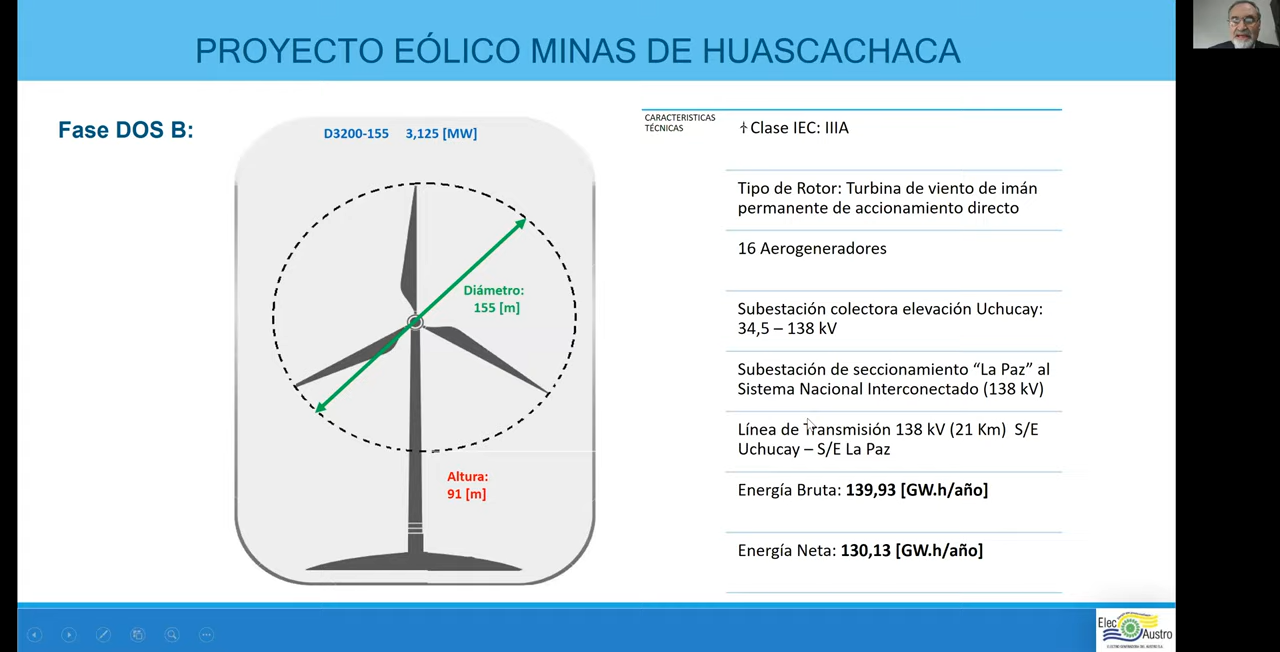 PROYECTO EÓLICO MINAS DE HUASCACHACA
Fase DOS B:
D3200-155 3,125 [MW]
Diámetro:
155 [m]
Altura:
91 [m]
CARACTERISTICAS
TÉCNICAS
Clase IEC: IIIA
Tipo de Rotor: Turbina de viento de imán
permanente de accionamiento directo
16 Aerogeneradores
Subestación colectora elevación Uchucay:
34,5 – 138 kV
Subestación de seccionamiento “La Paz” al
Sistema Nacional Interconectado (138 kV)
Línea de Transmisión 138 kV (21 Km) S/E
Uchucay – S/E La Paz
Energía Bruta: 139,93 [GW.h/año]
Energía Neta: 130,13 [GW.h/año]
Elec
Austro